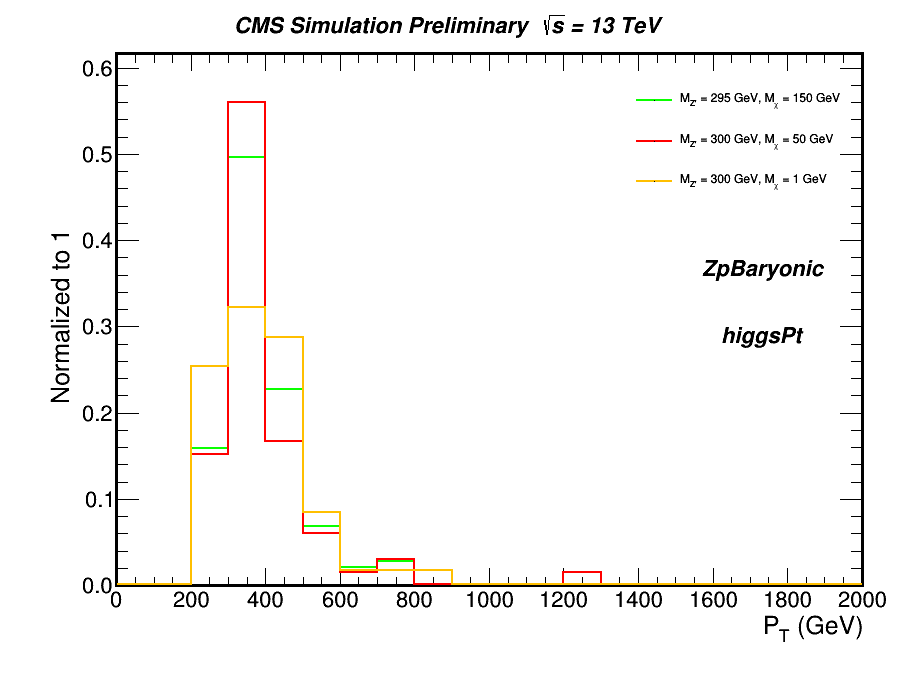 CMS Simulation Preliminary √s = 13 TeV
0.6
0.5
0.4
0.3
0.2
0.1
0.0
Normalized to 1
M_Z' = 295 GeV, M_χ = 150 GeV
M_Z' = 300 GeV, M_χ = 50 GeV
M_Z' = 300 GeV, M_χ = 1 GeV
ZpBaryonic
higgsPt
0 200 400 600 800 1000 1200 1400 1600 1800 2000
P_T (GeV)